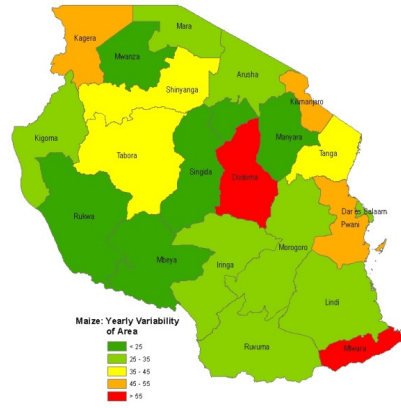 Kagera
Mara
Mwanza
Arusha
Shinyanga
Kilimanjaro
Kigoma
Manyara
Tabora
Tanga
Singida
Dodoma
Dar es Salaam
Pwani
Rukwa
Morogoro
Mbeya
Iringa
Lindi
Ruvuma
Mtwara
Maize: Yearly Variability
of Area
< 25
25 - 35
35 - 45
45 - 55
> 55